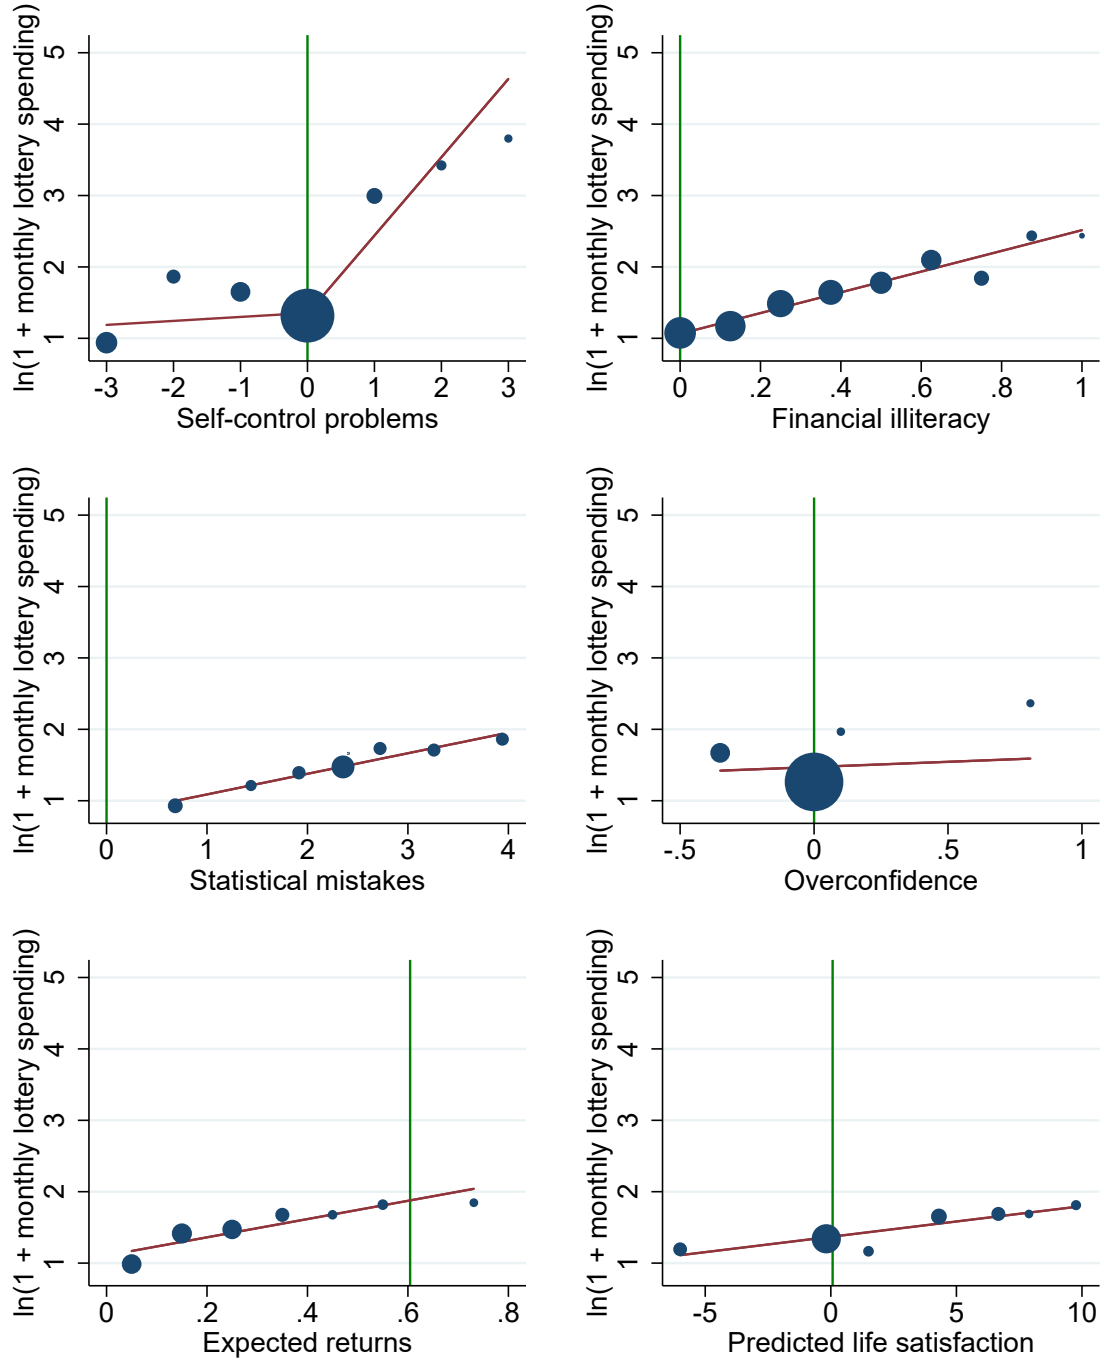 ln(1 + monthly lottery spending)
5
4
3
2
1
-3 -2 -1 0 1 2 3
Self-control problems
ln(1 + monthly lottery spending)
5
4
3
2
1
0 .2 .4 .6 .8 1
Financial illiteracy
ln(1 + monthly lottery spending)
5
4
3
2
1
0 1 2 3 4
Statistical mistakes
ln(1 + monthly lottery spending)
5
4
3
2
1
-.5 0 .5 1
Overconfidence
ln(1 + monthly lottery spending)
5
4
3
2
1
0 .2 .4 .6 .8
Expected returns
ln(1 + monthly lottery spending)
5
4
3
2
1
-5 0 5 10
Predicted life satisfaction